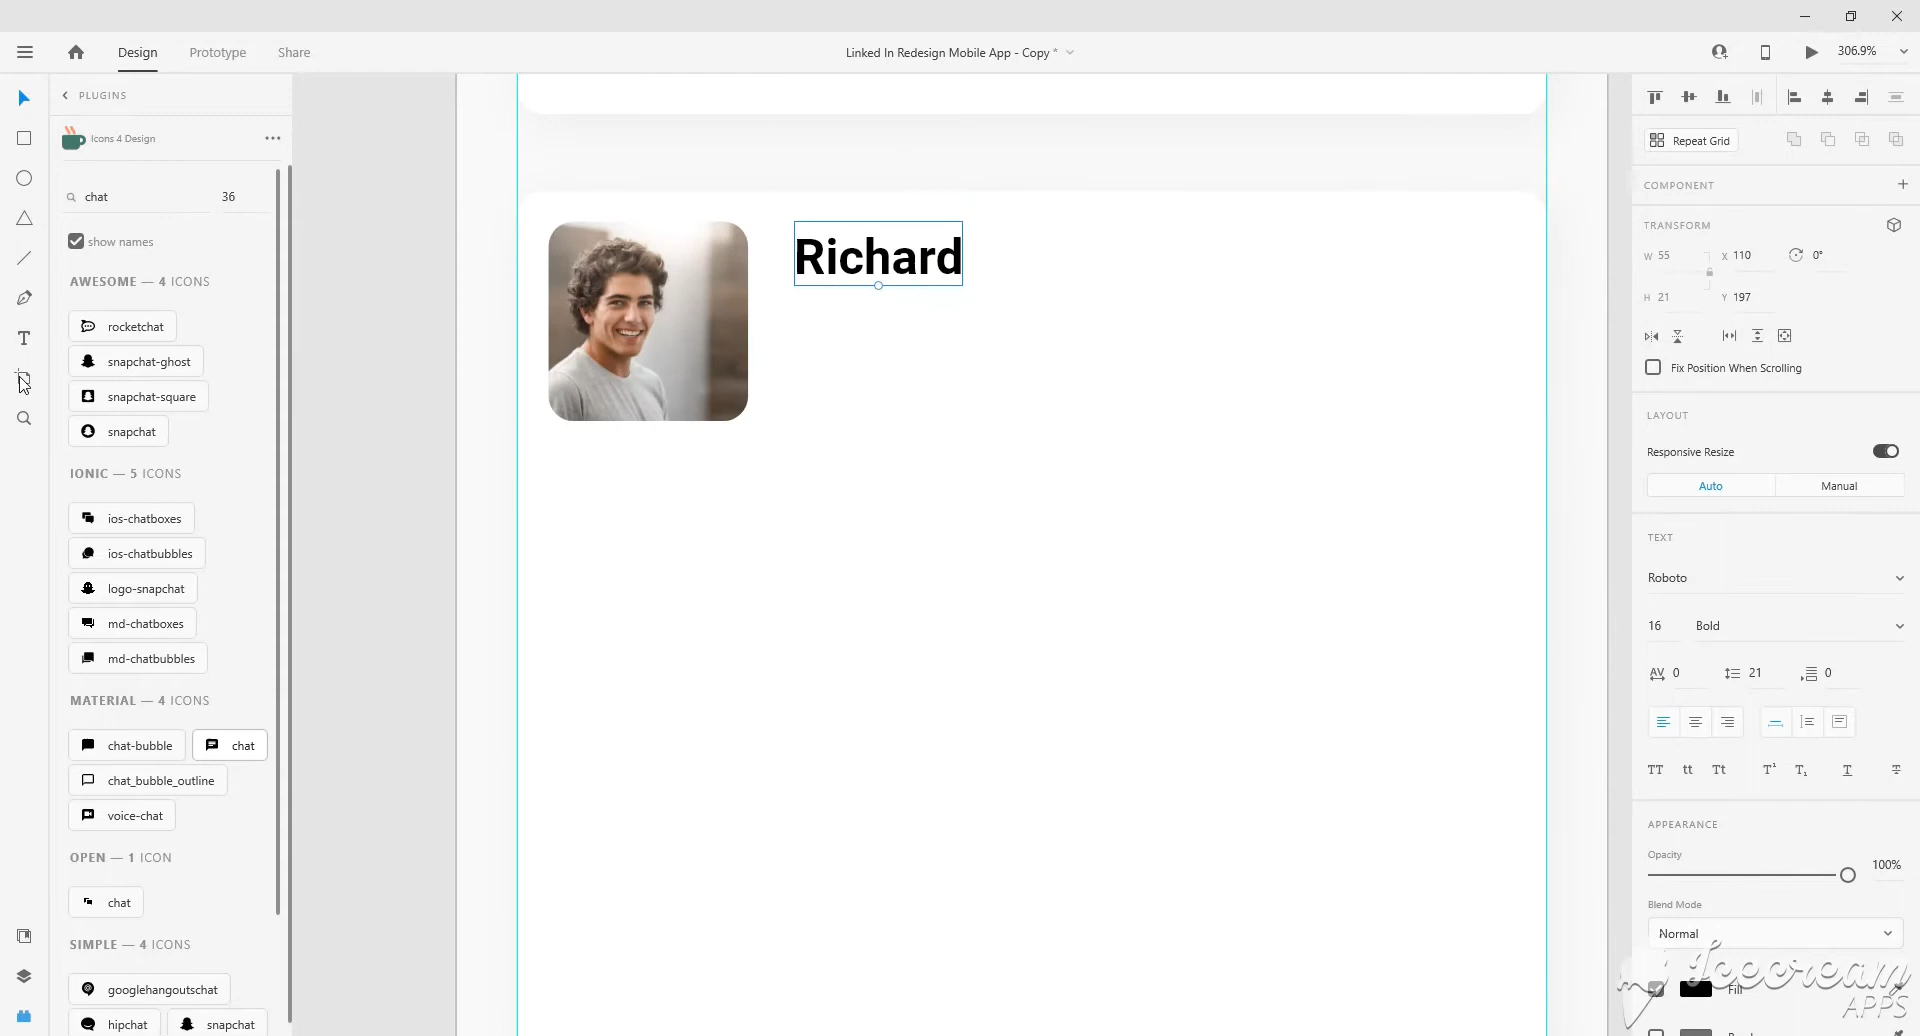 Design Prototype Share
Linked In Redesign Mobile App - Copy *
306.9%
PLUGINS
Icons 4 Design
chat 36
show names
AWESOME — 4 ICONS
rocketchat
snapchat-ghost
snapchat-square
snapchat
IONIC — 5 ICONS
ios-chatboxes
ios-chatbubbles
logo-snapchat
md-chatboxes
md-chatbubbles
MATERIAL — 4 ICONS
chat-bubble chat
chat_bubble_outline
voice-chat
OPEN — 1 ICON
chat
SIMPLE — 4 ICONS
googlehangoutschat
hipchat snapchat
Richard
Repeat Grid
COMPONENT
TRANSFORM
W 55 X 110 0°
H 21 Y 197
Fix Position When Scrolling
LAYOUT
Responsive Resize
Auto Manual
TEXT
Roboto
16 Bold
AV 0 21 0
TT tt Tt T¹ T₁ T T
APPEARANCE
Opacity
100%
Blend Mode
Normal
Fill
Icecream
APPS